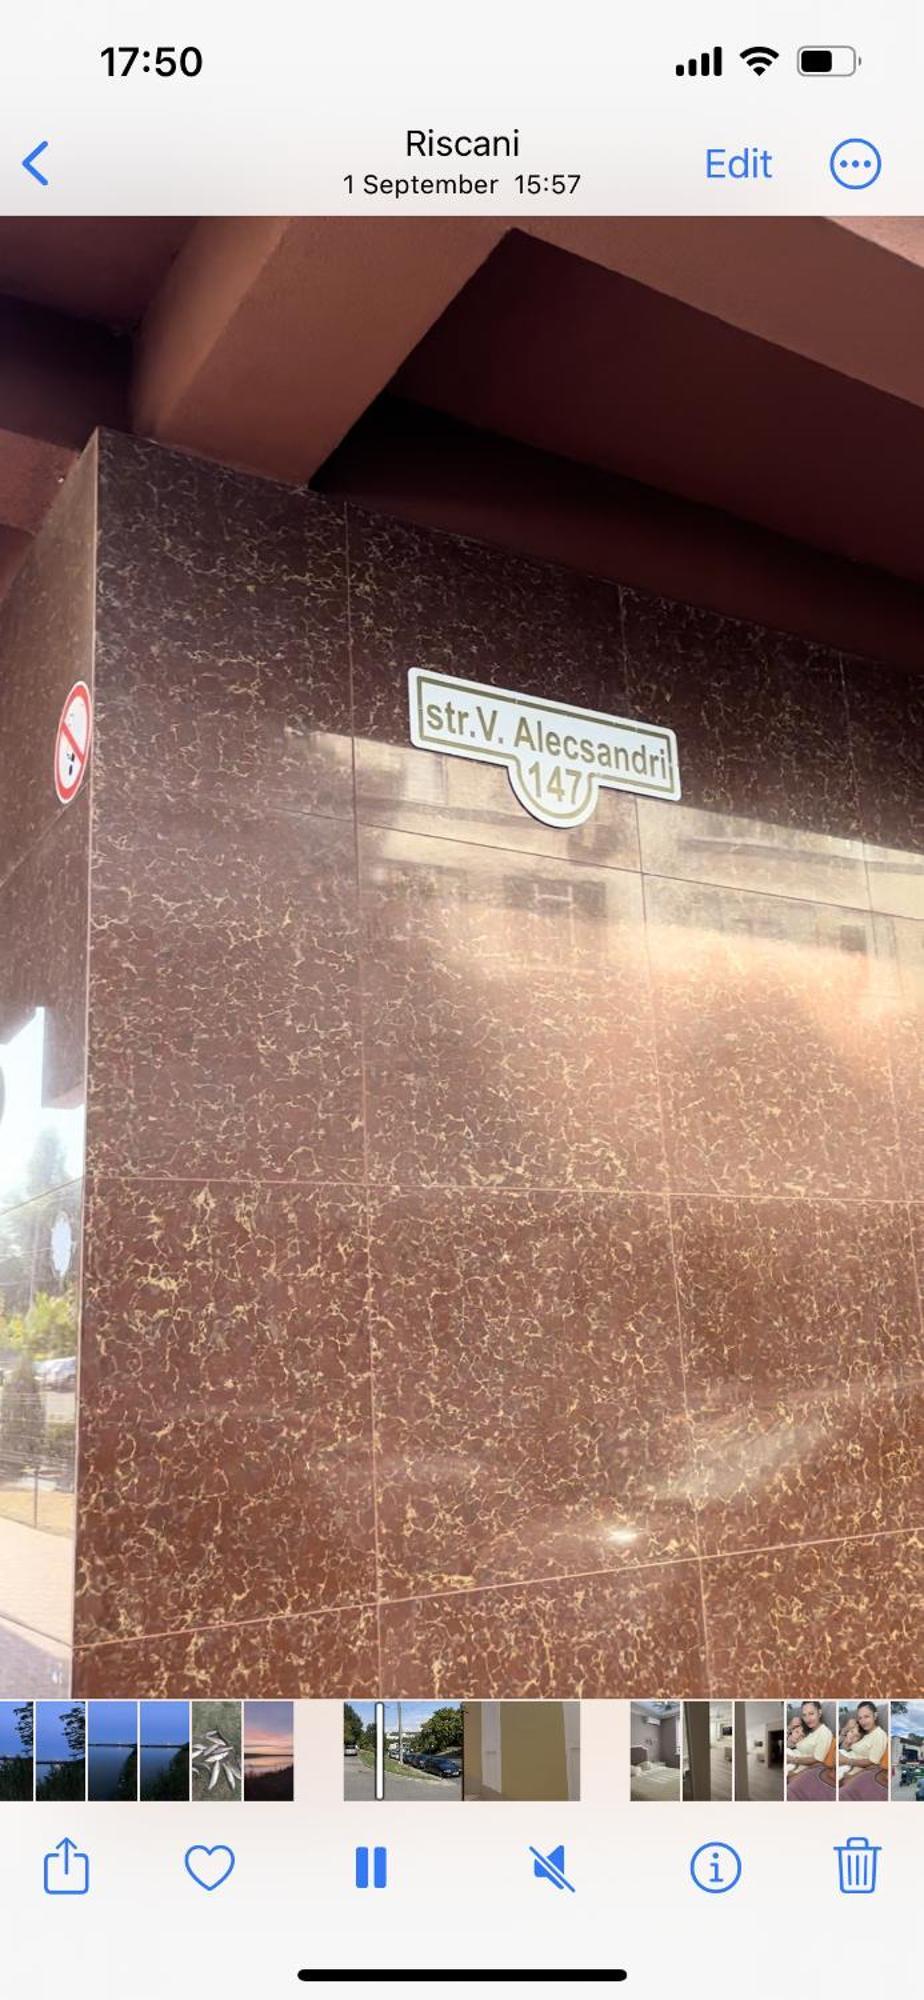 17:50
Riscani
1 September 15:57
Edit
str.V. Alecsandri
147